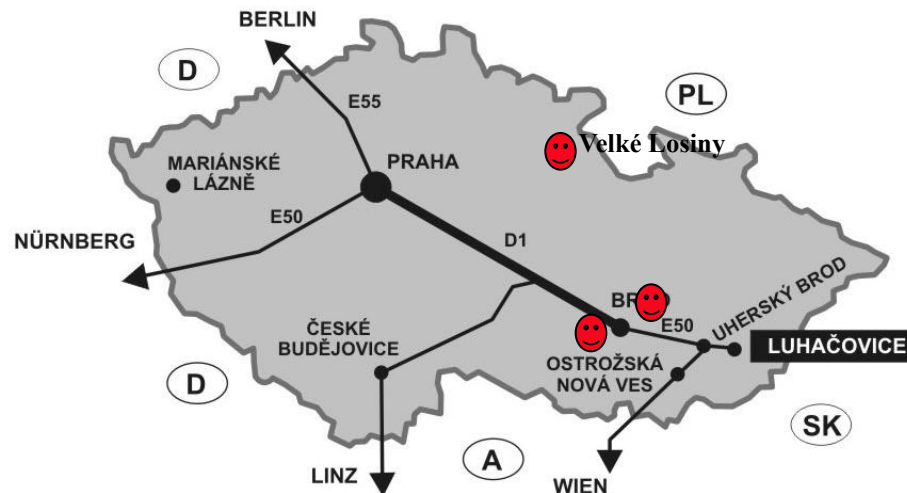 BERLIN
D
E55
PL
Velké Losiny
PRAHA
MARIÁNSKÉ
LÁZNĚ
E50
NÜRNBERG
D1
UHERSKÝ BROD
E50
LUHAČOVICE
ČESKÉ
BUDĚJOVICE
OSTROŽSKÁ
NOVÁ VES
D
SK
A
LINZ
WIEN